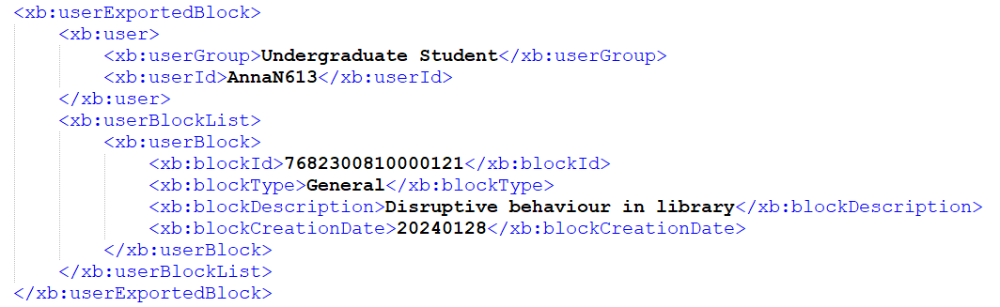 <xb:userExportedBlock>
<xb:user>
<xb:userGroup>Undergraduate Student</xb:userGroup>
<xb:userId>AnnaN613</xb:userId>
</xb:user>
<xb:userBlockList>
<xb:userBlock>
<xb:blockId>7682300810000121</xb:blockId>
<xb:blockType>General</xb:blockType>
<xb:blockDescription>Disruptive behaviour in library</xb:blockDescription>
<xb:blockCreationDate>20240128</xb:blockCreationDate>
</xb:userBlock>
</xb:userBlockList>
</xb:userExportedBlock>